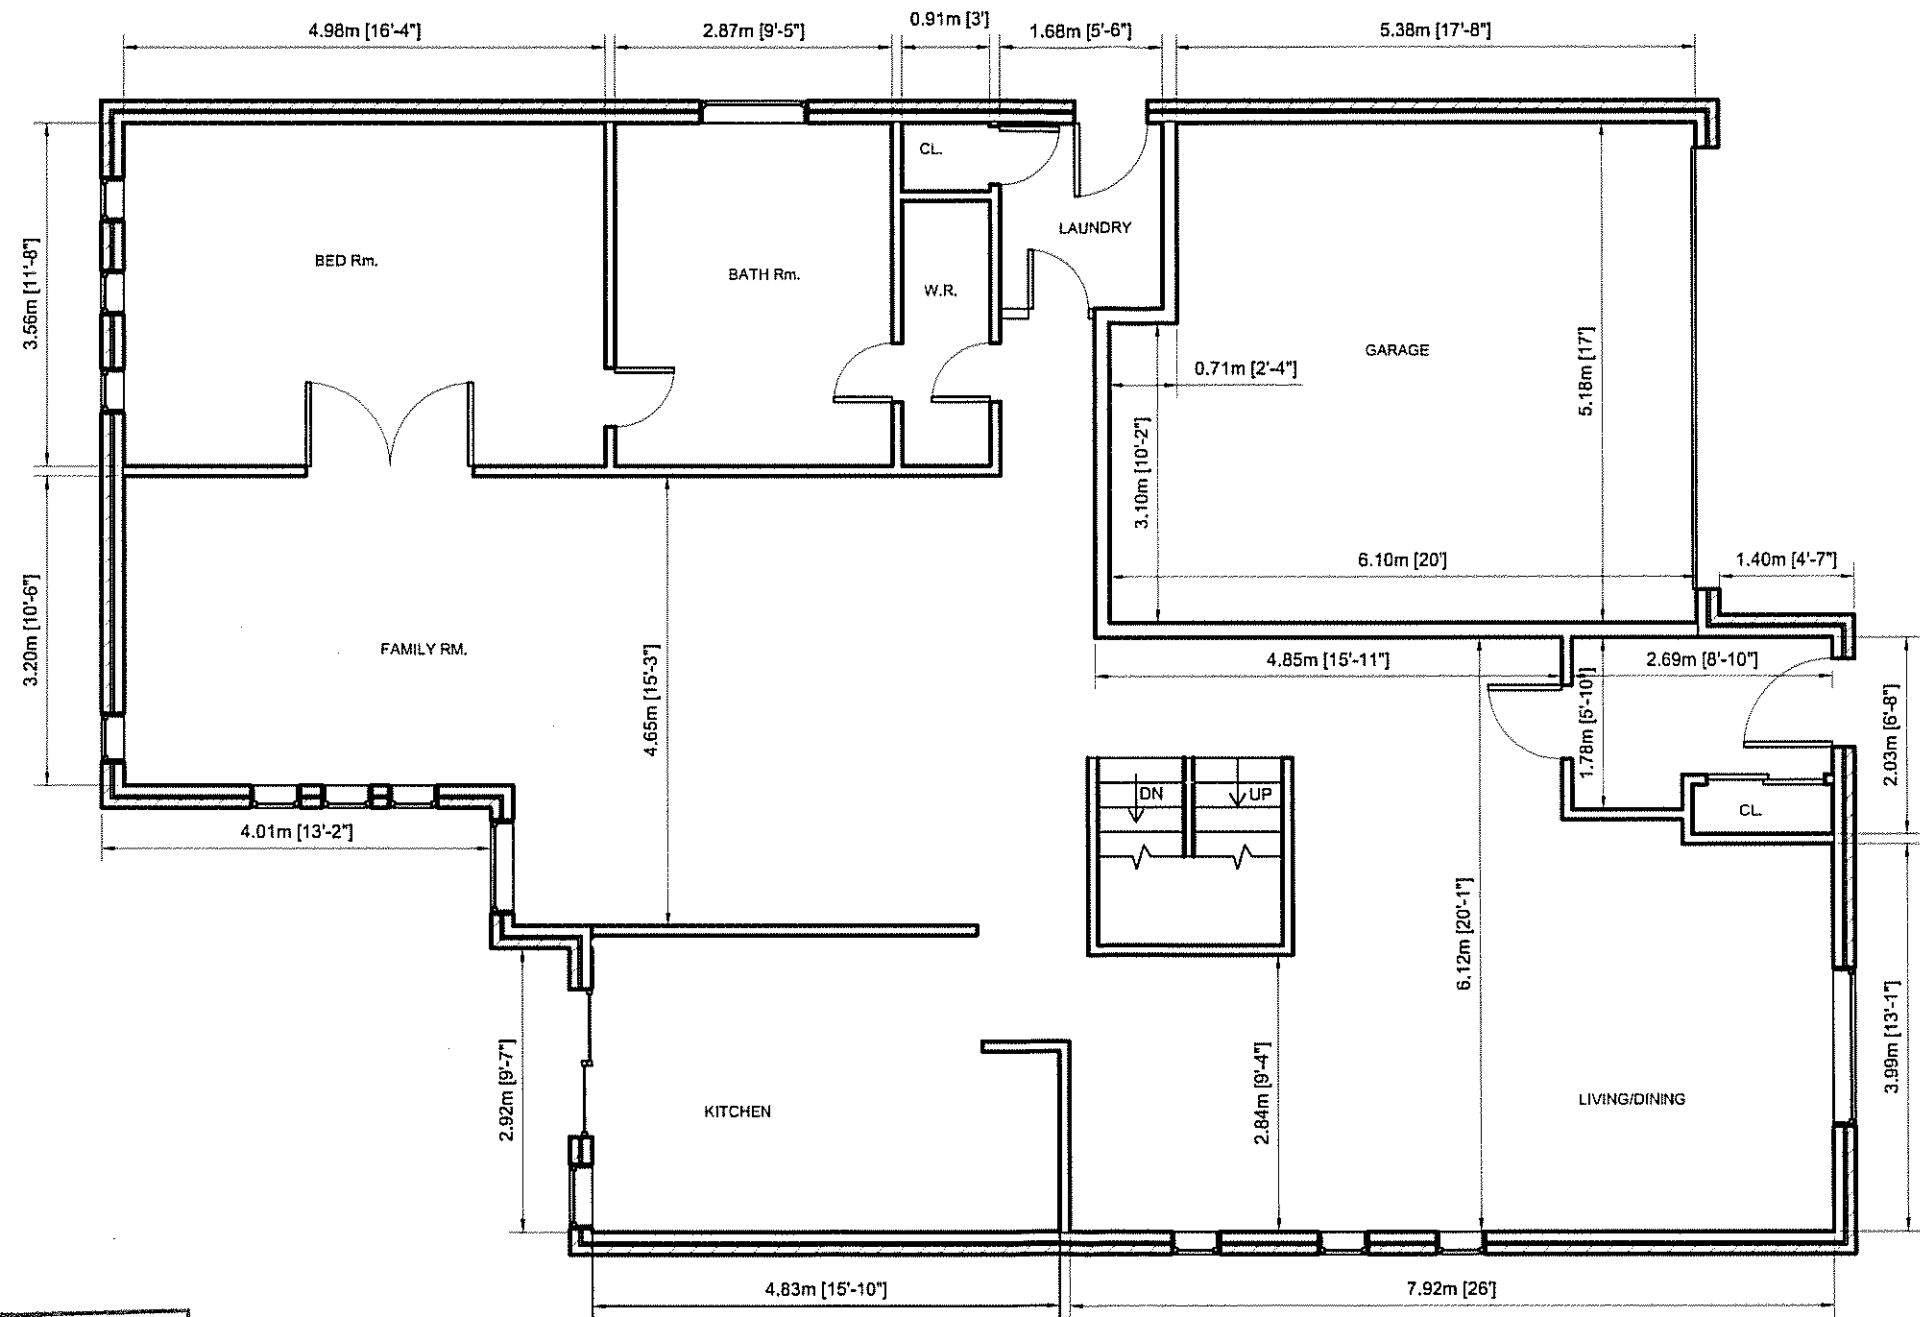 4.98m [16'-4"]
2.87m [9'-5"]
0.91m [3']
1.68m [5'-6"]
5.38m [17'-8"]
CL.
LAUNDRY
BED Rm.
BATH Rm.
W.R.
3.56m [11'-8"]
GARAGE
0.71m [2'-4"]
5.18m [17']
3.10m [10'-2"]
6.10m [20']
1.40m [4'-7"]
3.20m [10'-6"]
FAMILY RM.
4.65m [15'-3"]
4.85m [15'-11"]
2.69m [8'-10"]
1.78m [5'-10"]
2.03m [6'-8"]
DN
UP
CL.
4.01m [13'-2"]
6.12m [20'-1"]
2.92m [9'-7"]
2.84m [9'-4"]
3.99m [13'-1"]
KITCHEN
LIVING/DINING
4.83m [15'-10"]
7.92m [26']